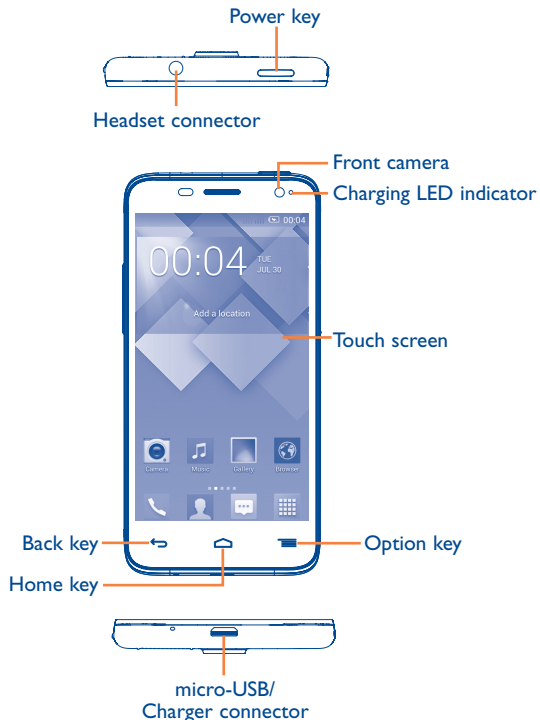 Power key
Headset connector
Front camera
Charging LED indicator
00:04
00:04
TUE
JUL 30
Add a location
Touch screen
Camera
Music
Gallery
Browser
Back key
Option key
Home key
micro-USB/
Charger connector